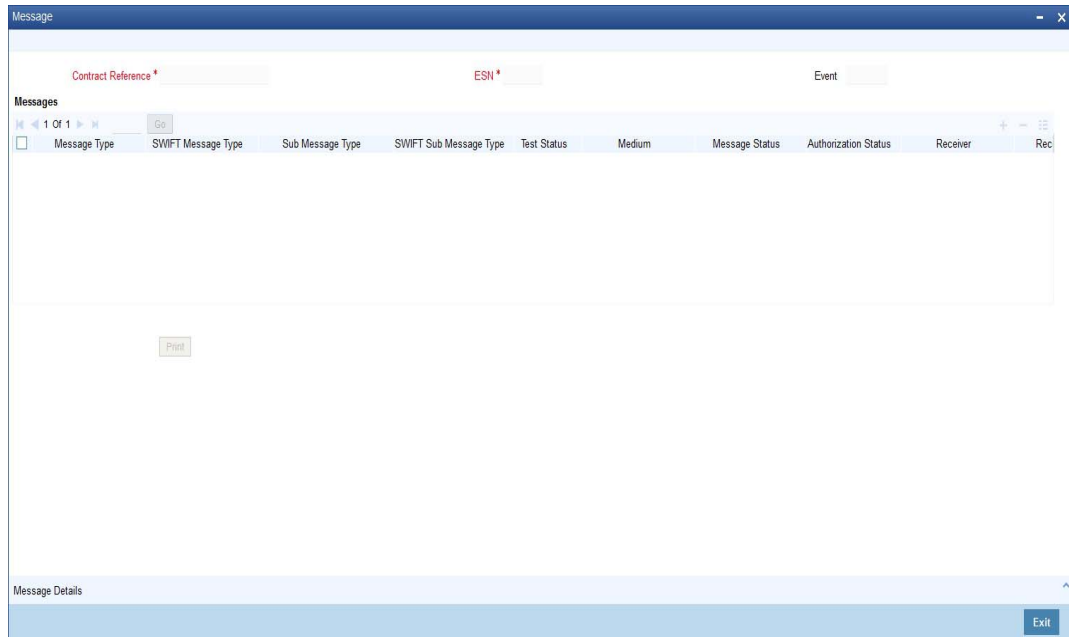 Message
Contract Reference * ESN * Event
Messages
1 Of 1 Go
Message Type SWIFT Message Type Sub Message Type SWIFT Sub Message Type Test Status Medium Message Status Authorization Status Receiver Rec
Print
Message Details
Exit